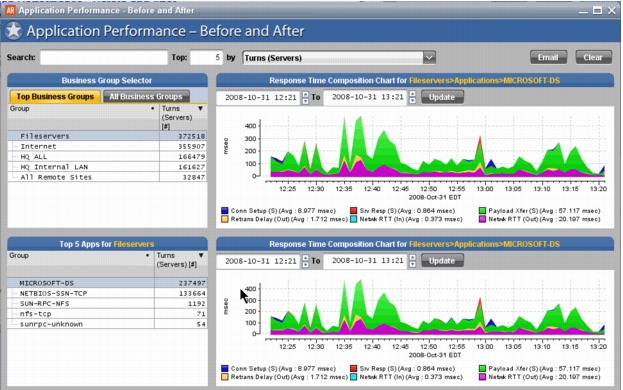 AR Application Performance - Before and After
Application Performance – Before and After
Search: Top: 5 by Turns (Servers) Email Clear
Business Group Selector
Top Business Groups All Business Groups
Group Turns (Servers) [#]
Fileservers 372518
Internet 355907
HQ ALL 166479
HQ Internal LAN 161627
All Remote Sites 32847
Response Time Composition Chart for Fileservers>Applications>MICROSOFT-DS
2008-10-31 12:21 To 2008-10-31 13:21 Update
msec
400
300
200
100
0
12:25 12:30 12:35 12:40 12:45 12:50 12:55 13:00 13:05 13:10 13:15 13:20
2008-Oct-31 EDT
Conn Setup (S) (Avg : 8.977 msec) Srv Resp (S) (Avg : 0.864 msec) Payload Xfer (S) (Avg : 57.117 msec)
Retrans Delay (Out) (Avg : 1.712 msec) Netwk RTT (In) (Avg : 0.373 msec) Netwk RTT (Out) (Avg : 20.197 msec)
Top 5 Apps for Fileservers
Group Turns (Servers) [#]
MICROSOFT-DS 237497
NETBIOS-SSN-TCP 133664
SUN-RPC-NFS 1192
nfs-tcp 71
sunrpc-unknown 54
Response Time Composition Chart for Fileservers>Applications>MICROSOFT-DS
2008-10-31 12:21 To 2008-10-31 13:21 Update
msec
400
300
200
100
0
12:25 12:30 12:35 12:40 12:45 12:50 12:55 13:00 13:05 13:10 13:15 13:20
2008-Oct-31 EDT
Conn Setup (S) (Avg : 8.977 msec) Srv Resp (S) (Avg : 0.864 msec) Payload Xfer (S) (Avg : 57.117 msec)
Retrans Delay (Out) (Avg : 1.712 msec) Netwk RTT (In) (Avg : 0.373 msec) Netwk RTT (Out) (Avg : 20.197 msec)